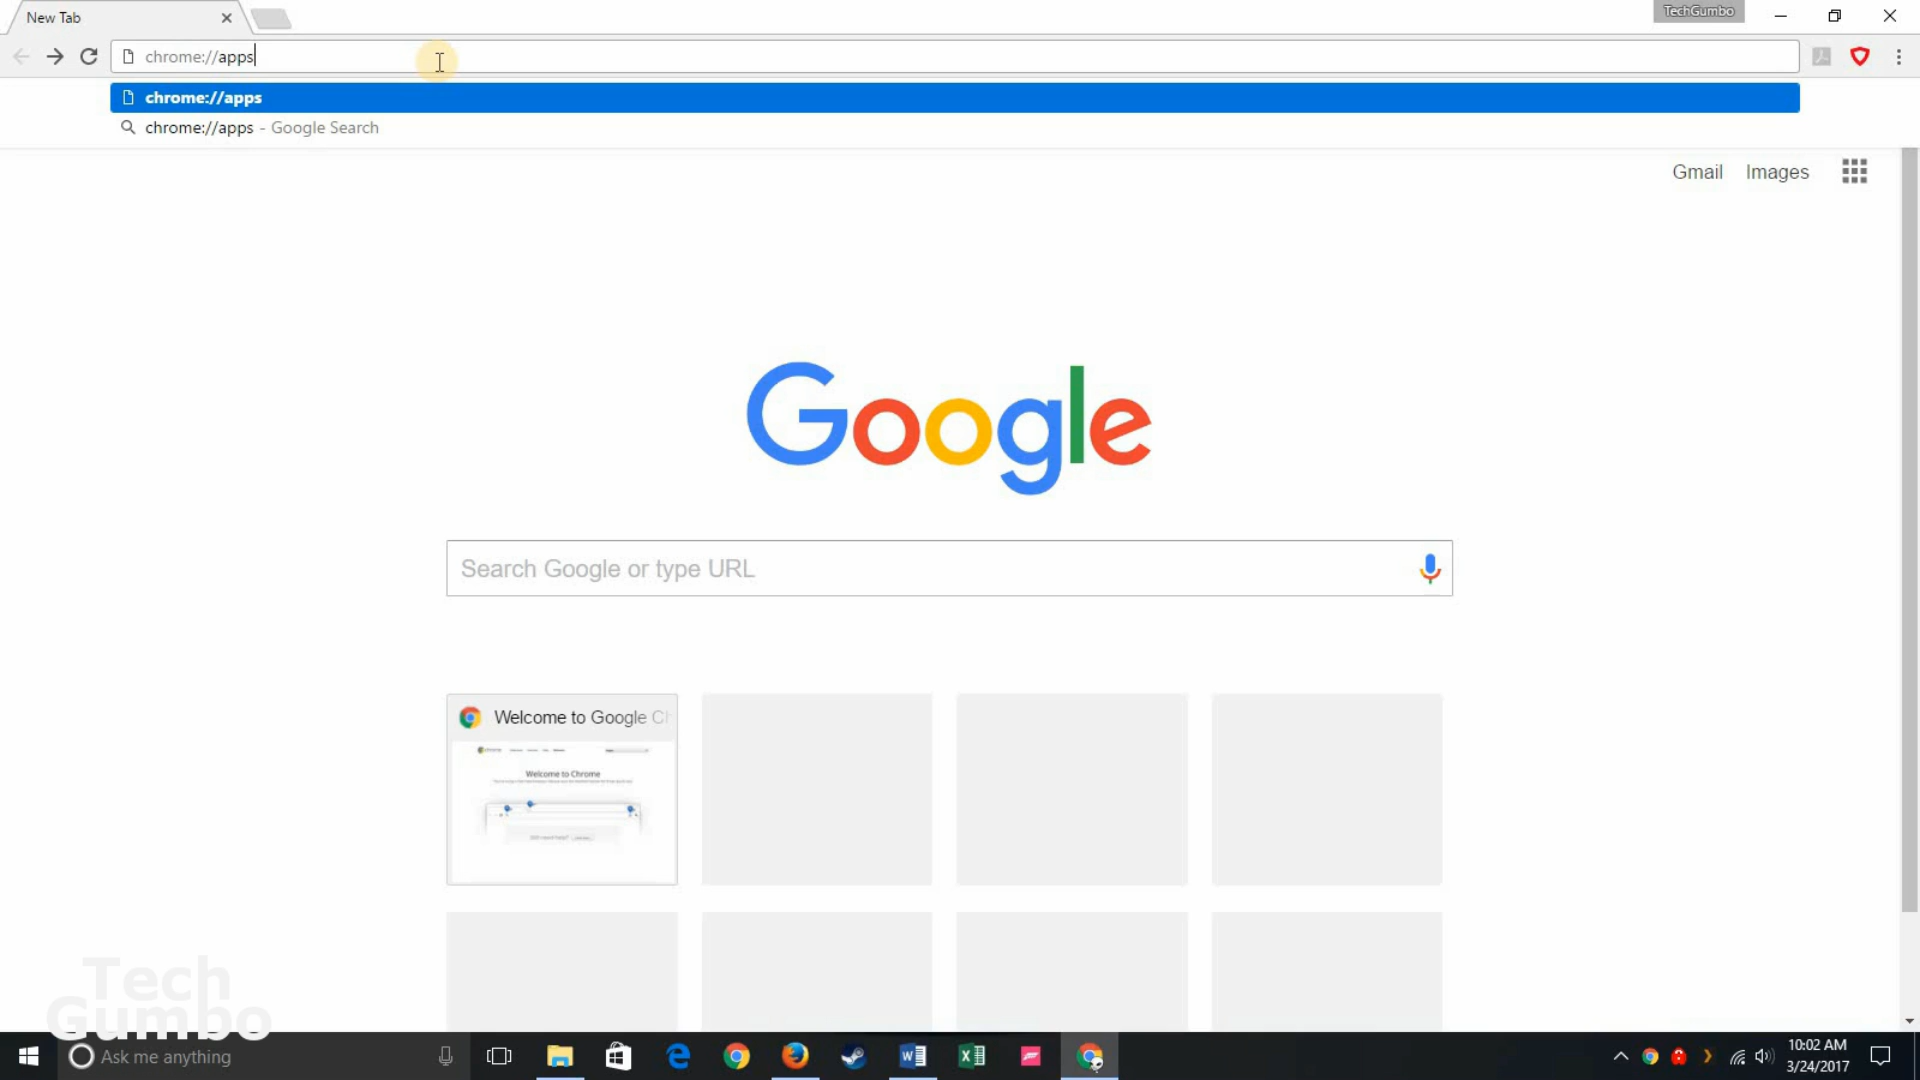 New Tab
TechGumbo
chrome://apps
chrome://apps
chrome://apps - Google Search
Gmail Images
Google
Search Google or type URL
Welcome to Google Ch
Welcome to Chrome
Tech
Gumbo
Ask me anything
10:02 AM
3/24/2017